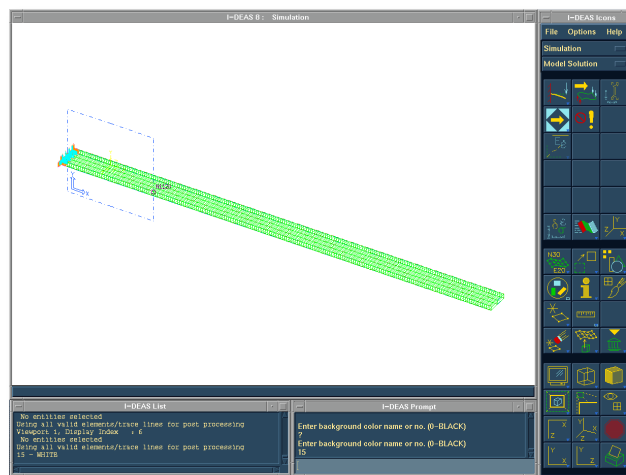 I-DEAS 8 : Simulation
I-DEAS Icons
File Options Help
Simulation
Model Solution
Y
X
N1120
N30
E20
Z Y X
I-DEAS List
No entities selected
Using all valid elements/trace lines for post processing
Viewport 1, Display Index : 6
No entities selected
Using all valid elements/trace lines for post processing
15 - WHITE
I-DEAS Prompt
Enter background color name or no. (0-BLACK)
?
Enter background color name or no. (0-BLACK)
15